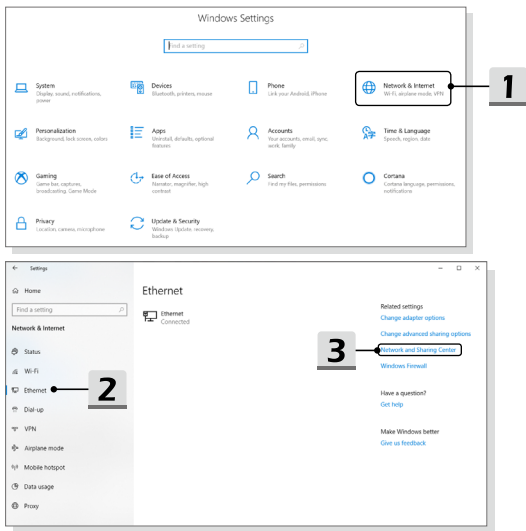 Windows Settings
Find a setting
System
Display, sound, notifications,
power
Devices
Bluetooth, printers, mouse
Phone
Link your Android, iPhone
Network & Internet
Wi-Fi, airplane mode, VPN
1
Personalization
Background, lock screen, colors
Apps
Uninstall, defaults, optional
features
Accounts
Your accounts, email, sync,
work, family
Time & Language
Speech, region, date
Gaming
Game bar, captures,
broadcasting, Game Mode
Ease of Access
Narrator, magnifier, high
contrast
Search
Find my files, permissions
Cortana
Cortana language, permissions,
notifications
Privacy
Location, camera, microphone
Update & Security
Windows Update, recovery,
backup
Settings
Home
Find a setting
Network & Internet
Status
Wi-Fi
Ethernet
2
Dial-up
VPN
Airplane mode
Mobile hotspot
Data usage
Proxy
Ethernet
Ethernet
Connected
Related settings
Change adapter options
Change advanced sharing options
3
Network and Sharing Center
Windows Firewall
Have a question?
Get help
Make Windows better
Give us feedback